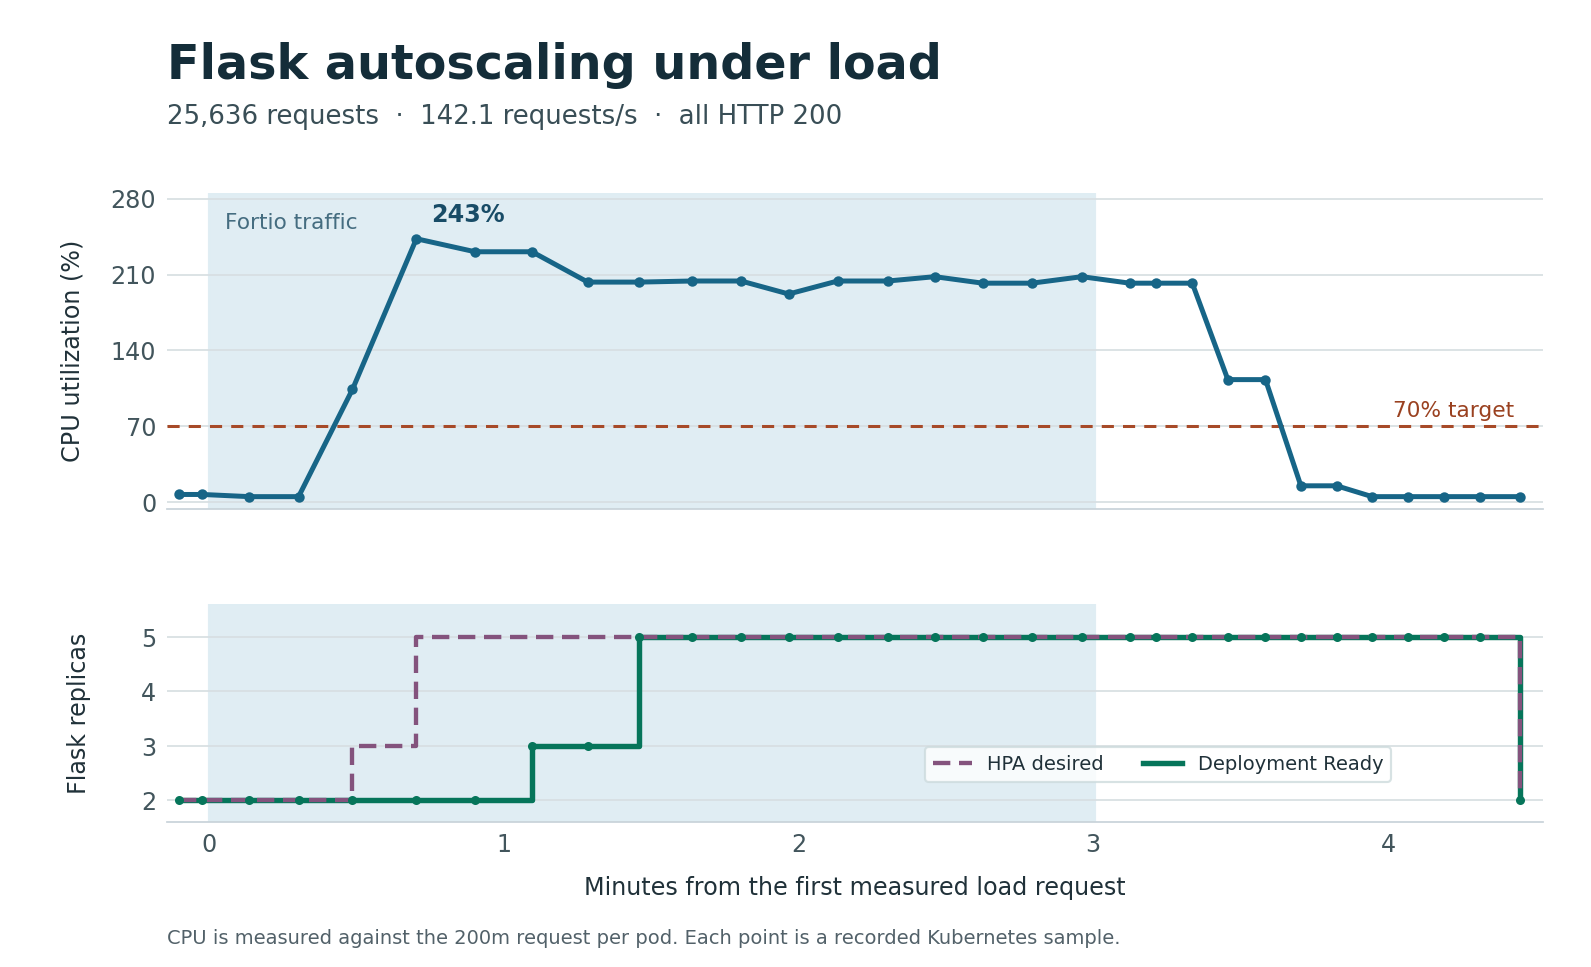 Flask autoscaling under load
25,636 requests · 142.1 requests/s · all HTTP 200
CPU utilization (%)
280
210
140
70
0
Fortio traffic
243%
70% target
Flask replicas
5
4
3
2
HPA desired
Deployment Ready
0 1 2 3 4
Minutes from the first measured load request
CPU is measured against the 200m request per pod. Each point is a recorded Kubernetes sample.